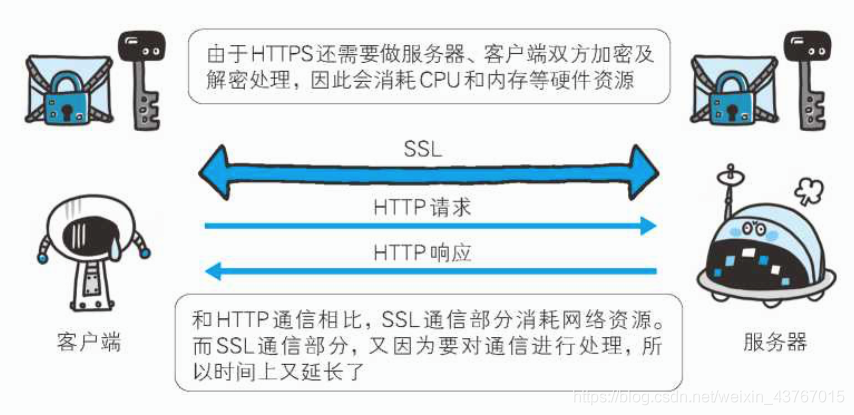 由于HTTPS还需要做服务器、客户端双方加密及
解密处理，因此会消耗CPU和内存等硬件资源
SSL
HTTP请求
HTTP响应
客户端
服务器
和HTTP通信相比，SSL通信部分消耗网络资源。
而SSL通信部分，又因为要对通信进行处理，所
以时间上又延长了
https://blog.csdn.net/weixin_43767015